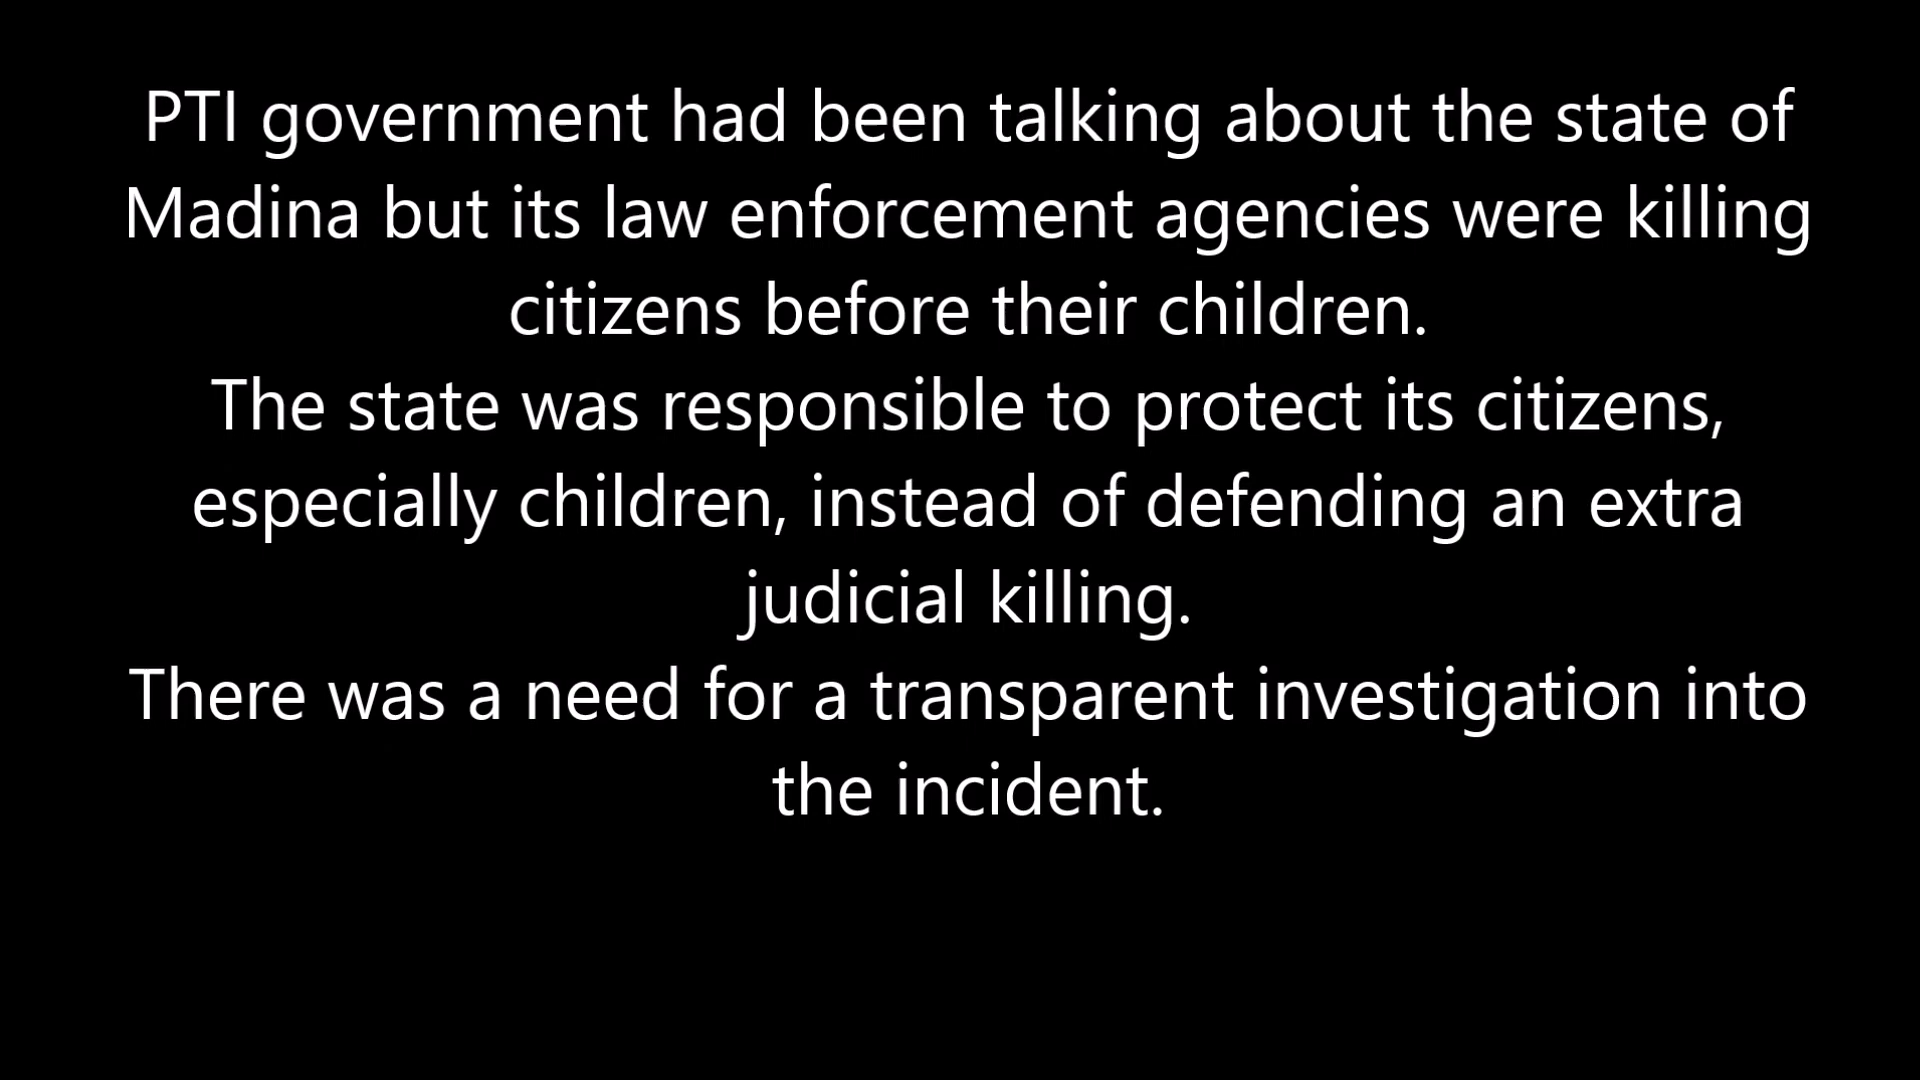 PTI government had been talking about the state of
Madina but its law enforcement agencies were killing
citizens before their children.
The state was responsible to protect its citizens,
especially children, instead of defending an extra
judicial killing.
There was a need for a transparent investigation into
the incident.